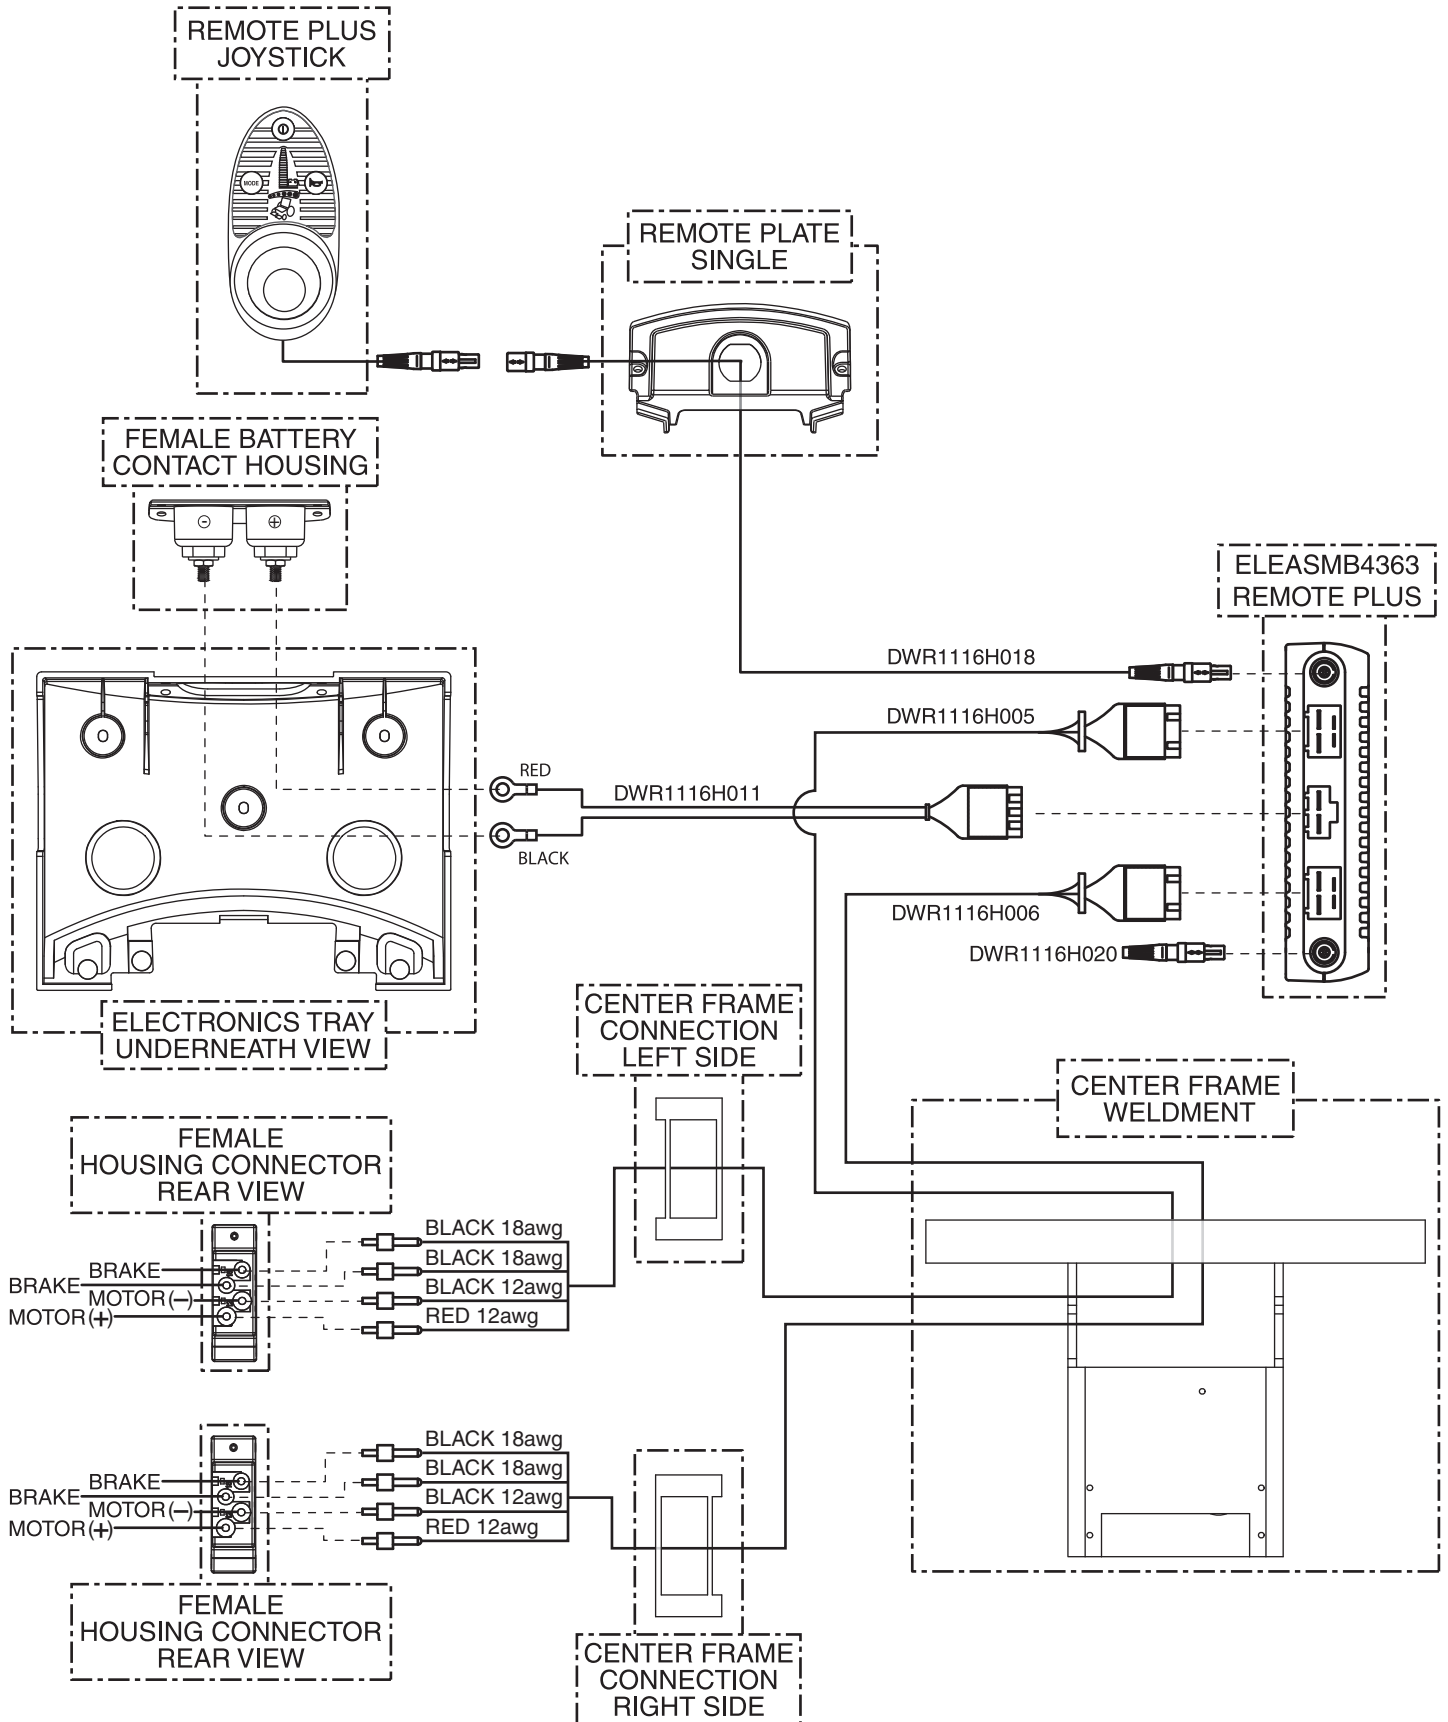 REMOTE PLUS
JOYSTICK
MODE
REMOTE PLATE
SINGLE
FEMALE BATTERY
CONTACT HOUSING
- +
ELEASMB4363
REMOTE PLUS
DWR1116H018
DWR1116H005
RED
DWR1116H011
BLACK
DWR1116H006
DWR1116H020
ELECTRONICS TRAY
UNDERNEATH VIEW
CENTER FRAME
CONNECTION
LEFT SIDE
CENTER FRAME
WELDMENT
FEMALE
HOUSING CONNECTOR
REAR VIEW
BLACK 18awg
BLACK 18awg
BLACK 12awg
RED 12awg
BRAKE
BRAKE
MOTOR (–)
MOTOR (+)
BLACK 18awg
BLACK 18awg
BLACK 12awg
RED 12awg
BRAKE
BRAKE
MOTOR (–)
MOTOR (+)
FEMALE
HOUSING CONNECTOR
REAR VIEW
CENTER FRAME
CONNECTION
RIGHT SIDE